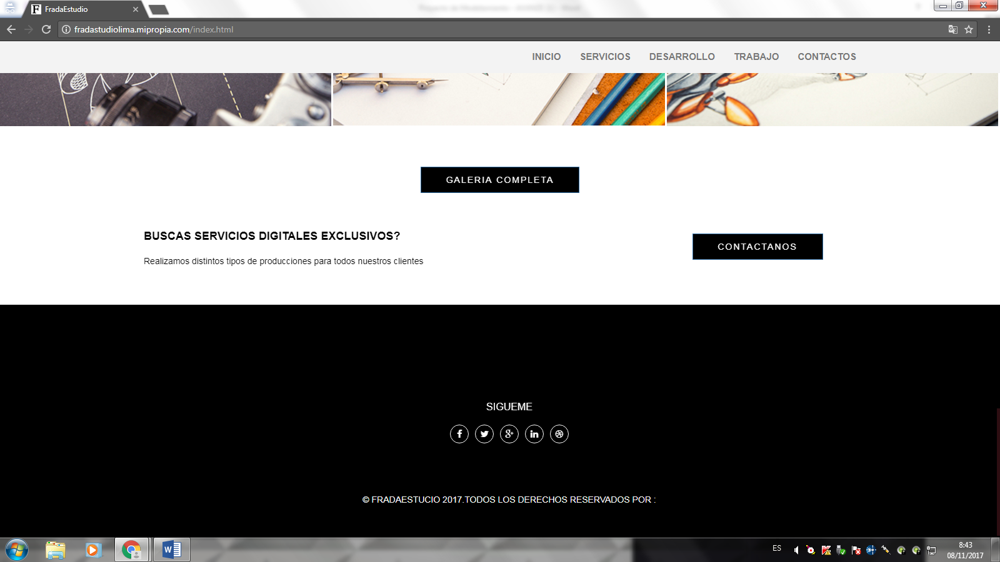 FradaEstudio
fradastudiolima.mipropia.com/index.html
INICIO SERVICIOS DESARROLLO TRABAJO CONTACTOS
GALERIA COMPLETA
BUSCAS SERVICIOS DIGITALES EXCLUSIVOS?
CONTACTANOS
Realizamos distintos tipos de producciones para todos nuestros clientes
SIGUEME
© FRADAESTUCIO 2017.TODOS LOS DERECHOS RESERVADOS POR :
ES
8:43
08/11/2017